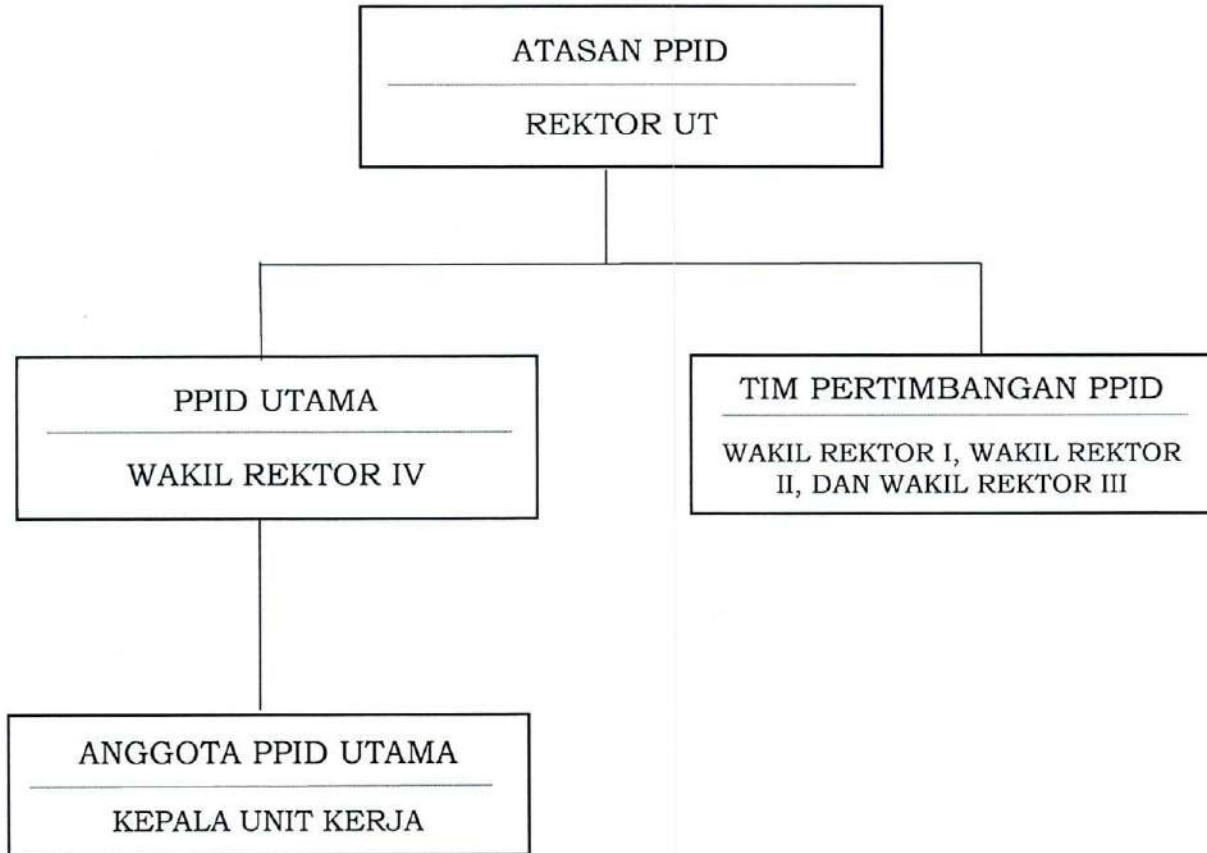 ATASAN PPID
REKTOR UT
PPID UTAMA
WAKIL REKTOR IV
TIM PERTIMBANGAN PPID
WAKIL REKTOR I, WAKIL REKTOR
II, DAN WAKIL REKTOR III
ANGGOTA PPID UTAMA
KEPALA UNIT KERJA